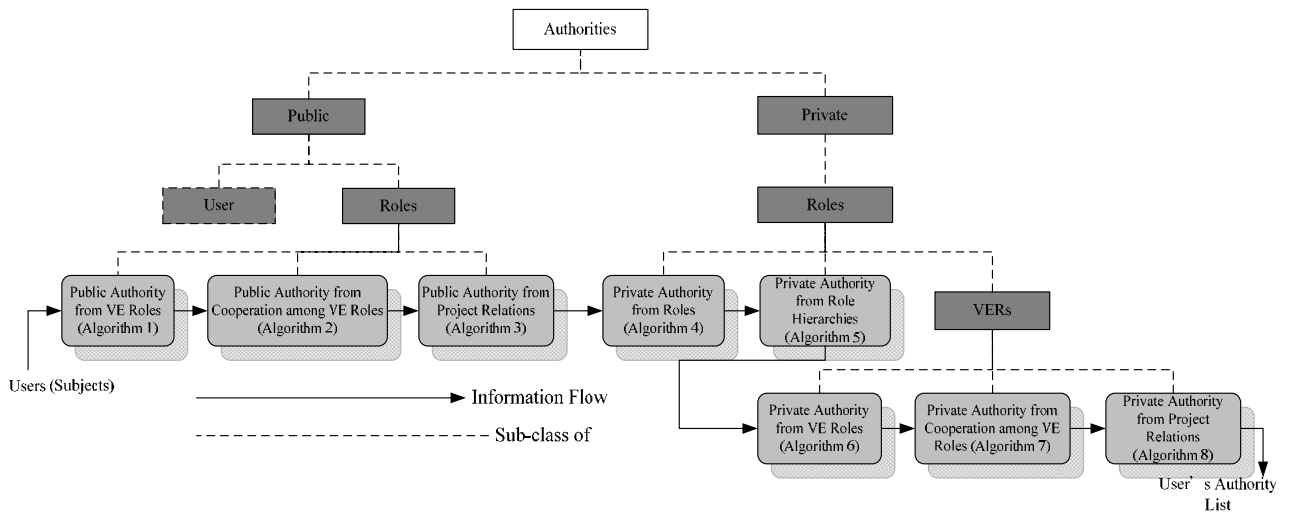 Authorities
Public
Private
User
Roles
Roles
Public Authority
from VE Roles
(Algorithm 1)
Public Authority from
Cooperation among VE Roles
(Algorithm 2)
Public Authority from
Project Relations
(Algorithm 3)
Private Authority
from Roles
(Algorithm 4)
Private Authority
from Role
Hierarchies
(Algorithm 5)
VERs
Users (Subjects)
Information Flow
Sub-class of
Private Authority
from VE Roles
(Algorithm 6)
Private Authority from
Cooperation among VE
Roles (Algorithm 7)
Private Authority
from Project
Relations
(Algorithm 8)
User’ s Authority
List